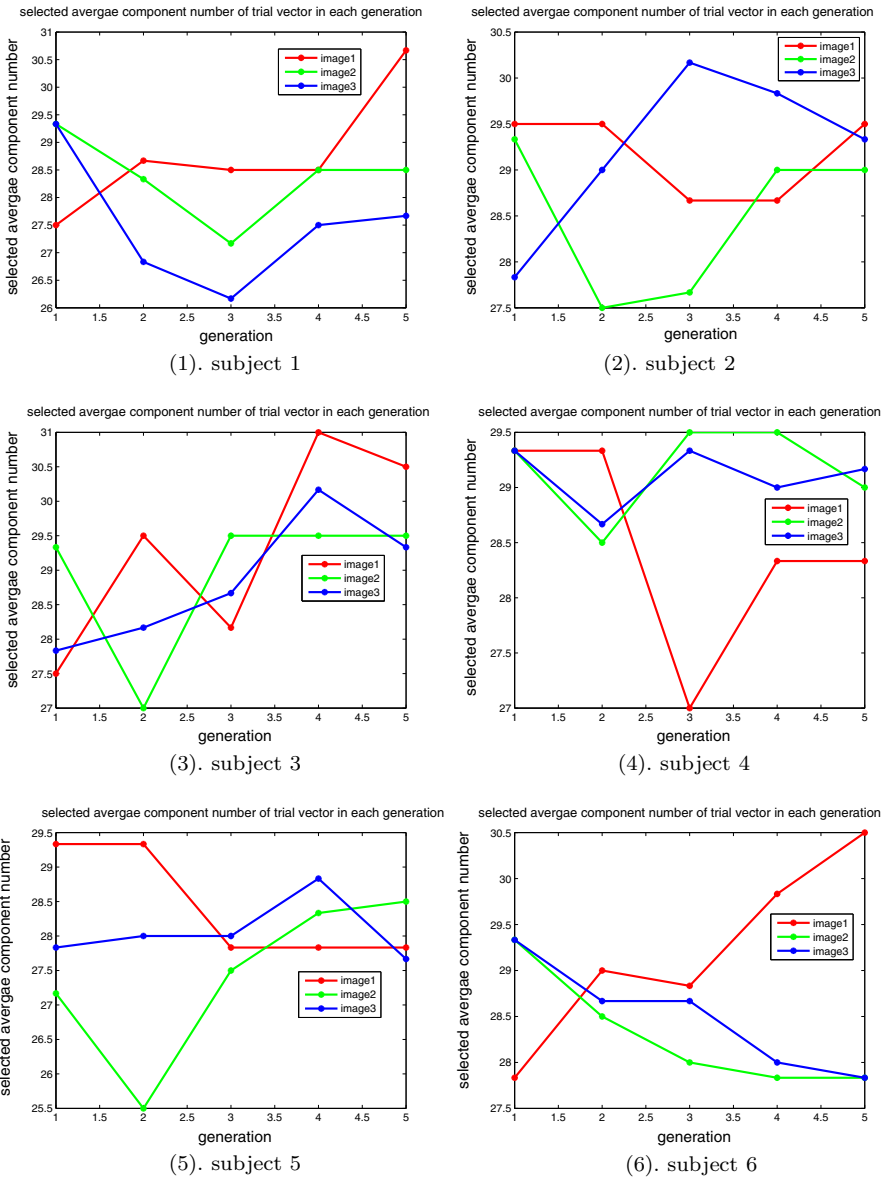 selected avergae component number of trial vector in each generation
selected avergae component number
31
30.5
30
29.5
29
28.5
28
27.5
27
26.5
26
image1
image2
image3
1 1.5 2 2.5 3 3.5 4 4.5 5
generation
(1). subject 1
selected avergae component number of trial vector in each generation
selected avergae component number
30.5
30
29.5
29
28.5
28
27.5
image1
image2
image3
1 1.5 2 2.5 3 3.5 4 4.5 5
generation
(2). subject 2
selected avergae component number of trial vector in each generation
selected avergae component number
31
30.5
30
29.5
29
28.5
28
27.5
27
image1
image2
image3
1 1.5 2 2.5 3 3.5 4 4.5 5
generation
(3). subject 3
selected avergae component number of trial vector in each generation
selected avergae component number
29.5
29
28.5
28
27.5
27
image1
image2
image3
1 1.5 2 2.5 3 3.5 4 4.5 5
generation
(4). subject 4
selected avergae component number of trial vector in each generation
selected avergae component number
29.5
29
28.5
28
27.5
27
26.5
26
25.5
image1
image2
image3
1 1.5 2 2.5 3 3.5 4 4.5 5
generation
(5). subject 5
selected avergae component number of trial vector in each generation
selected avergae component number
30.5
30
29.5
29
28.5
28
27.5
image1
image2
image3
1 1.5 2 2.5 3 3.5 4 4.5 5
generation
(6). subject 6